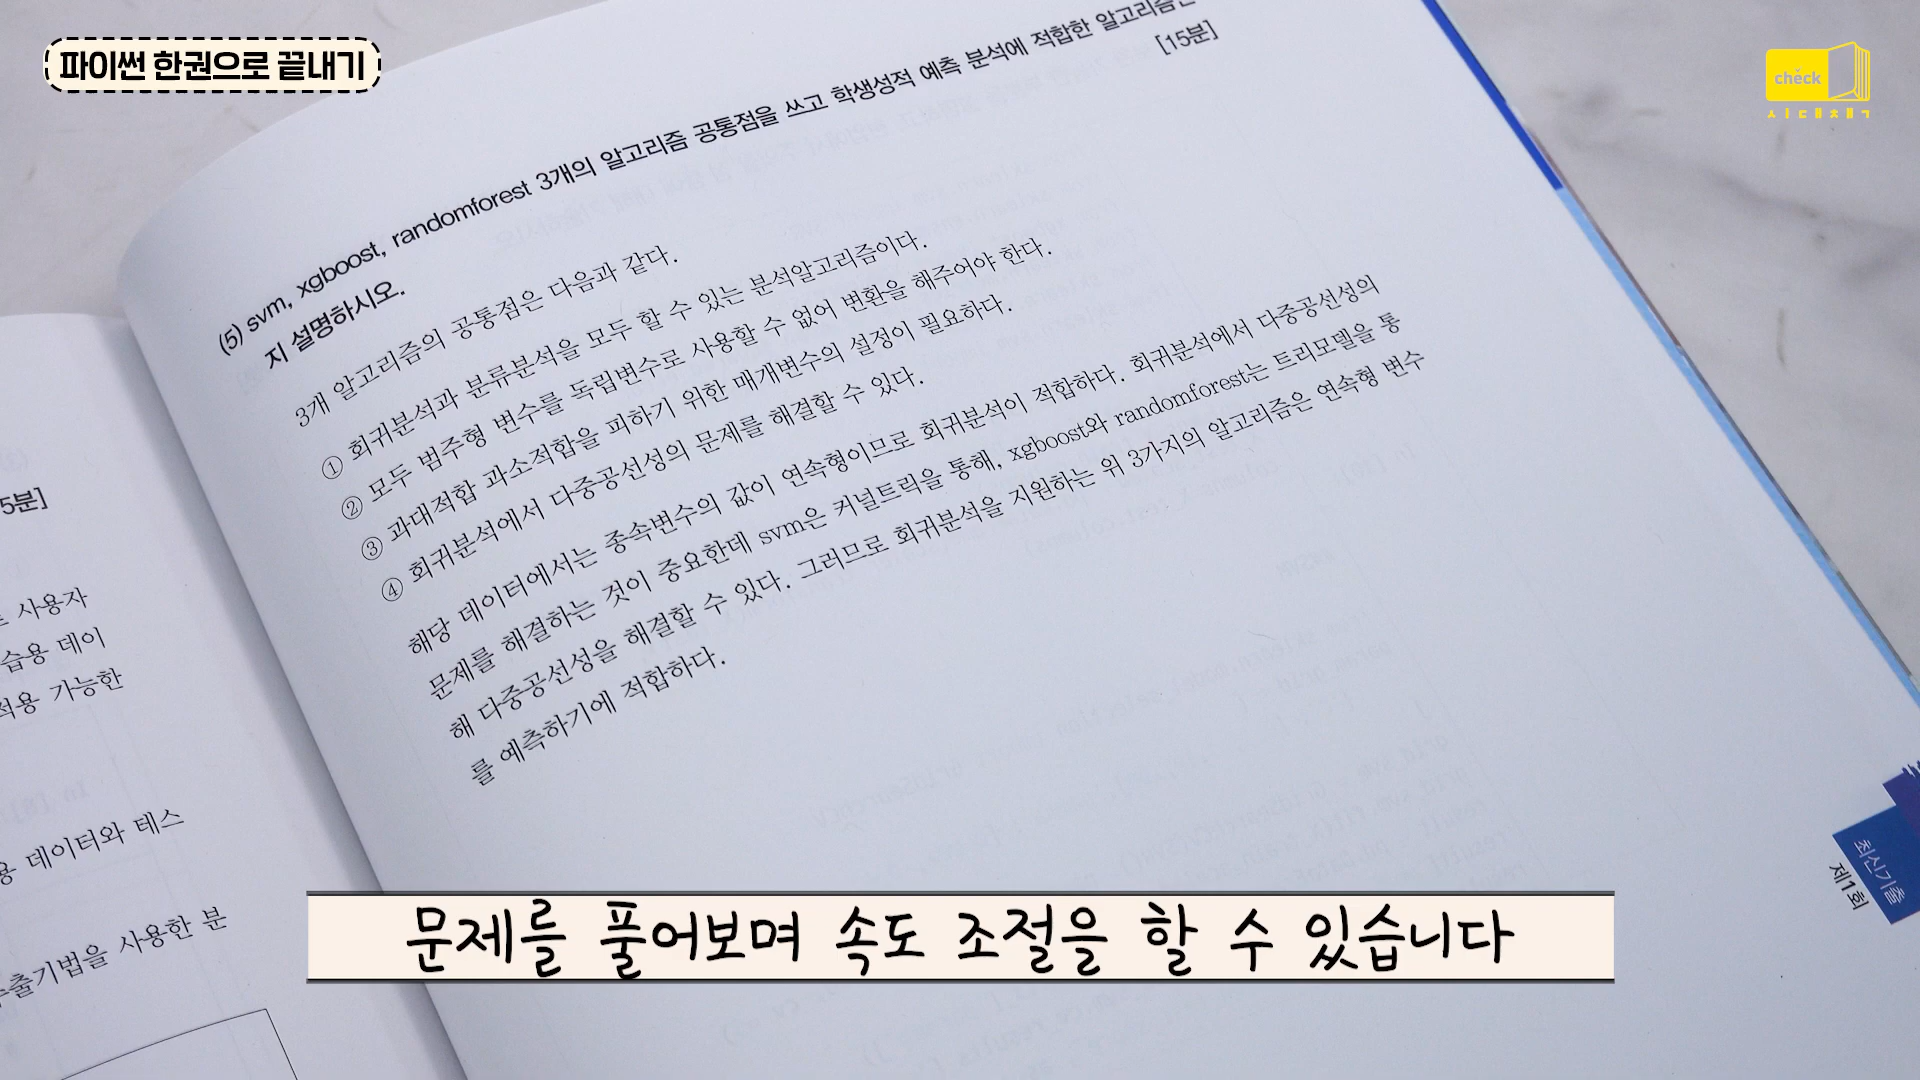 파이썬 한권으로 끝내기
check
시대책ㄱ
(5) svm, xgboost, randomforest 3개의 알고리즘 공통점을 쓰고 학생성적 예측 분석에 적합한 알고리즘인
지 설명하시오.
[15분]
3개 알고리즘의 공통점은 다음과 같다.
① 회귀분석과 분류분석을 모두 할 수 있는 분석알고리즘이다.
② 모두 범주형 변수를 독립변수로 사용할 수 없어 변환을 해주어야 한다.
③ 과대적합 과소적합을 피하기 위한 매개변수의 설정이 필요하다.
④ 회귀분석에서 다중공선성의 문제를 해결할 수 있다.
해당 데이터에서는 종속변수의 값이 연속형이므로 회귀분석이 적합하다. 회귀분석에서 다중공선성의
문제를 해결하는 것이 중요한데 svm은 커널트릭을 통해, xgboost와 randomforest는 트리모델을 통
해 다중공선성을 해결할 수 있다. 그러므로 회귀분석을 지원하는 위 3가지의 알고리즘은 연속형 변수
를 예측하기에 적합하다.
5분]
사용자
습용 데이
적용 가능한
용 데이터와 테스
추출기법을 사용한 분
최신기출
제1회
문제를 풀어보며 속도 조절을 할 수 있습니다